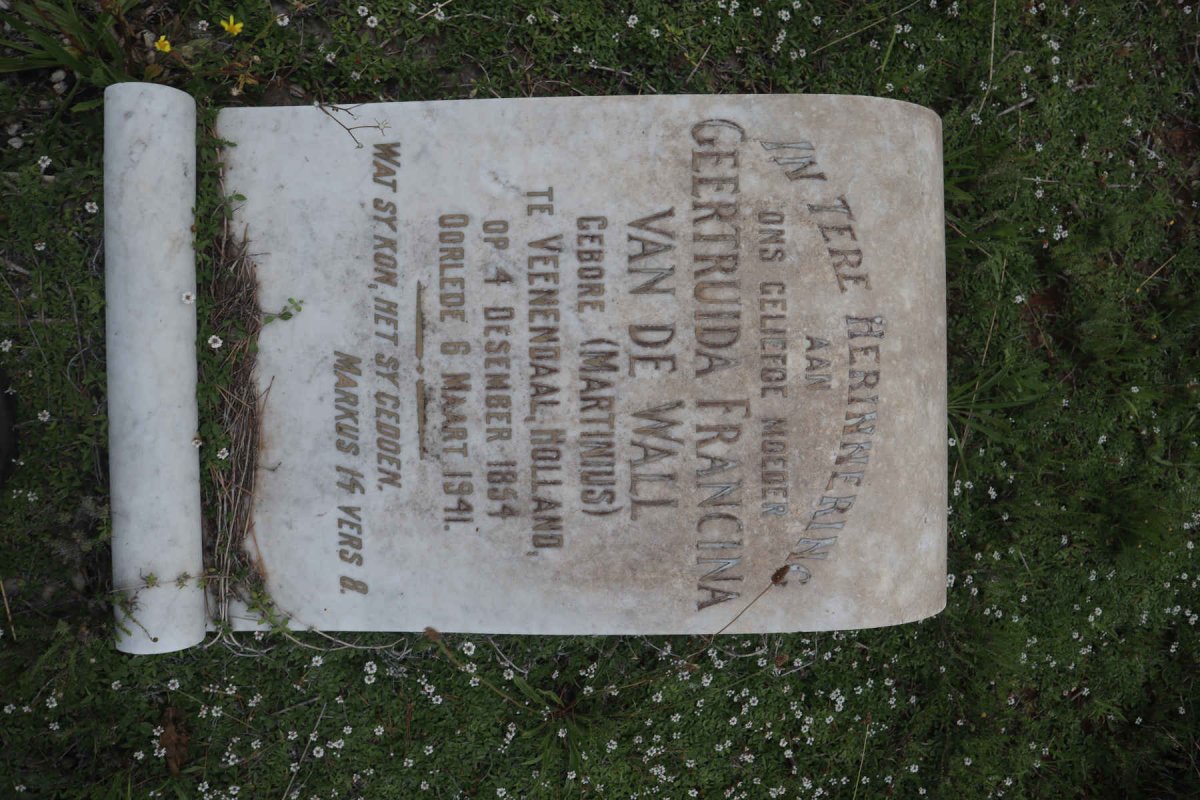 IN TERE HERINNERING
AAN
ONS GELIEFDE MOEDER
GEERTRUIDA FRANCINA
VAN DE WALL
GEBORE (MARTINIUS)
TE VEENENDAAL, HOLLAND,
OP 4 DESEMBER 1854
OORLEDE 6 MAART 1941.
WAT SY KON, HET SY GEDOEN.
MARKUS 14 VERS 8.